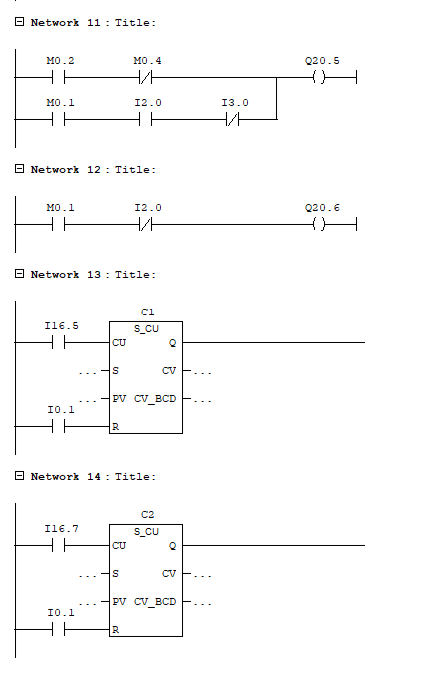 Network 11 : Title:
M0.2 M0.4 Q20.5
M0.1 I2.0 I3.0
Network 12 : Title:
M0.1 I2.0 Q20.6
Network 13 : Title:
C1
I16.5 S_CU
CU Q
... S CV ...
... PV CV_BCD ...
I0.1
R
Network 14 : Title:
C2
I16.7 S_CU
CU Q
... S CV ...
... PV CV_BCD ...
I0.1
R